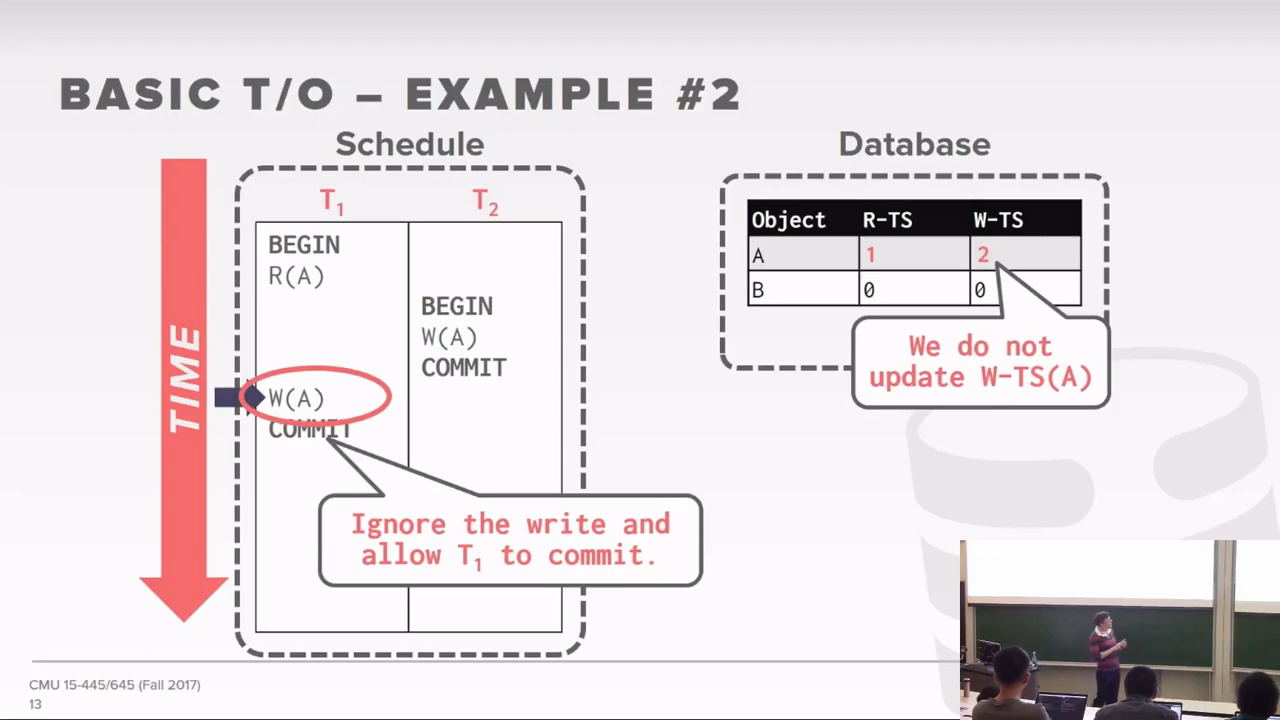 BASIC T/O – EXAMPLE #2
Schedule
Database
TIME
T₁
T₂
BEGIN
R(A)
BEGIN
W(A)
COMMIT
W(A)
COMMIT
Ignore the write and
allow T₁ to commit.
Object R-TS W-TS
A 1 2
B 0 0
We do not
update W-TS(A)
CMU 15-445/645 (Fall 2017)
13